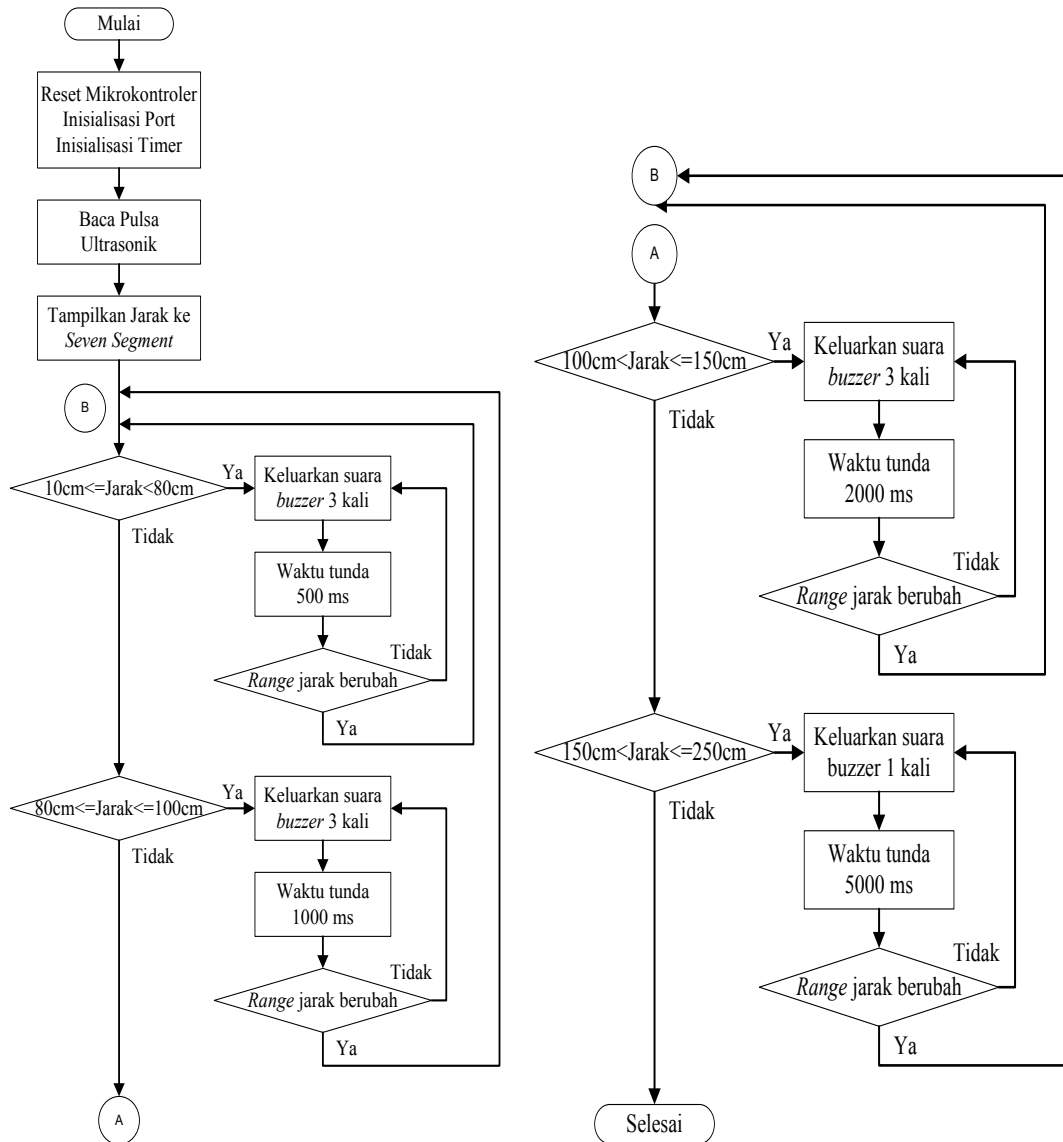 Mulai
Reset Mikrokontroler
Inisialisasi Port
Inisialisasi Timer
Baca Pulsa
Ultrasonik
Tampilkan Jarak ke
Seven Segment
B
10cm<=Jarak<80cm
Ya
Tidak
Keluarkan suara
buzzer 3 kali
Waktu tunda
500 ms
Range jarak berubah
Tidak
Ya
80cm<=Jarak<=100cm
Ya
Tidak
Keluarkan suara
buzzer 3 kali
Waktu tunda
1000 ms
Range jarak berubah
Tidak
Ya
A
B
A
100cm<Jarak<=150cm
Ya
Tidak
Keluarkan suara
buzzer 3 kali
Waktu tunda
2000 ms
Range jarak berubah
Tidak
Ya
150cm<Jarak<=250cm
Ya
Tidak
Keluarkan suara
buzzer 1 kali
Waktu tunda
5000 ms
Range jarak berubah
Tidak
Ya
Selesai